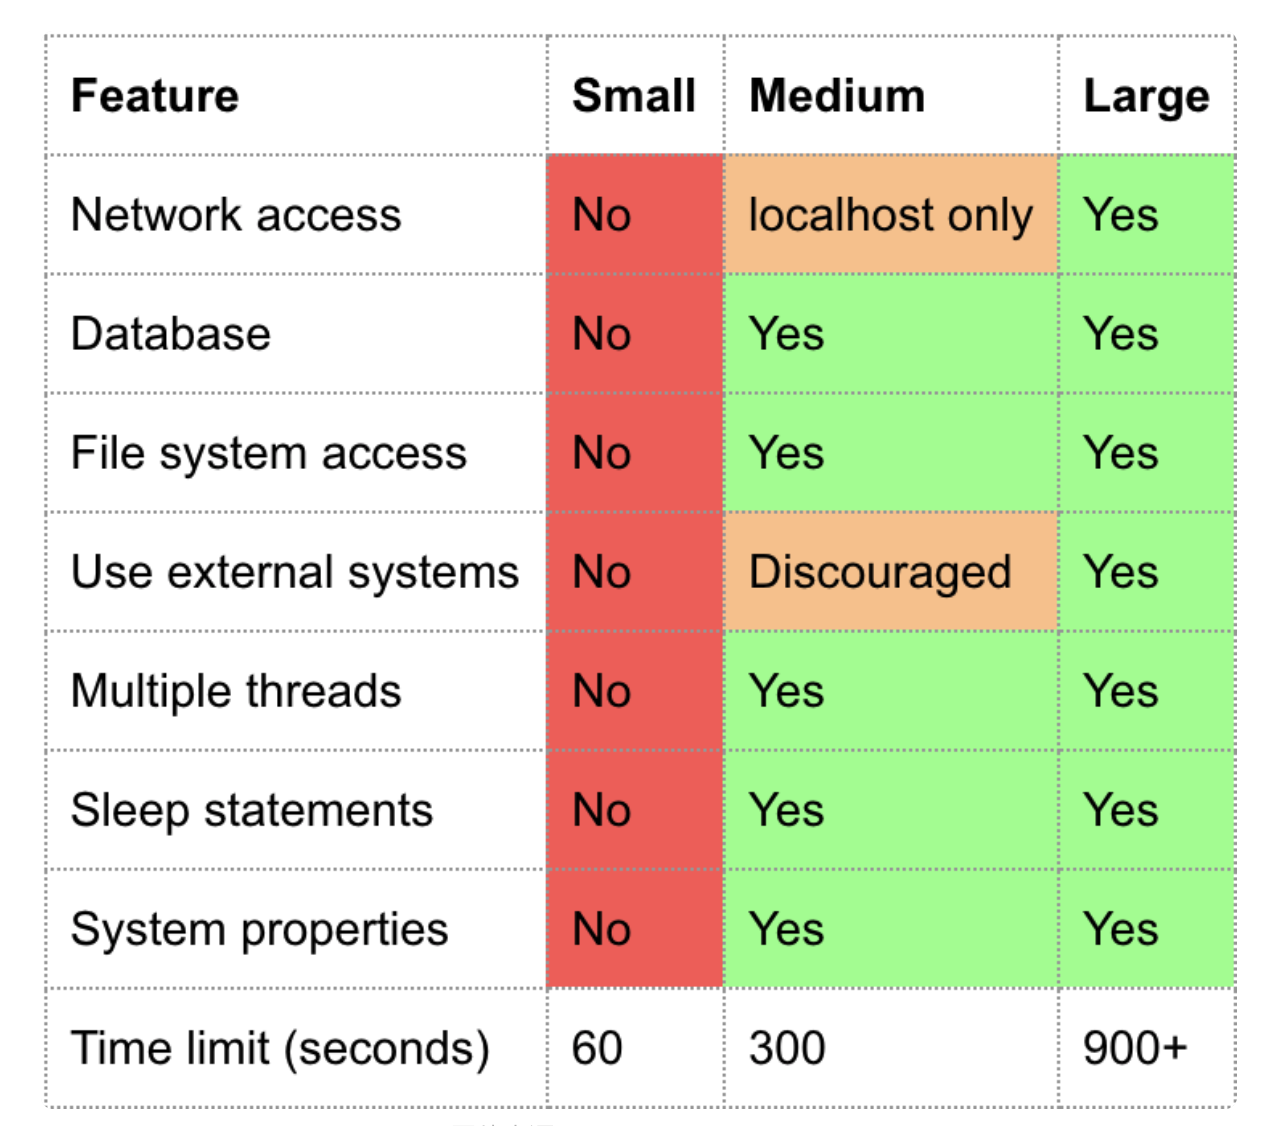 Feature Small Medium Large
Network access No localhost only Yes
Database No Yes Yes
File system access No Yes Yes
Use external systems No Discouraged Yes
Multiple threads No Yes Yes
Sleep statements No Yes Yes
System properties No Yes Yes
Time limit (seconds) 60 300 900+